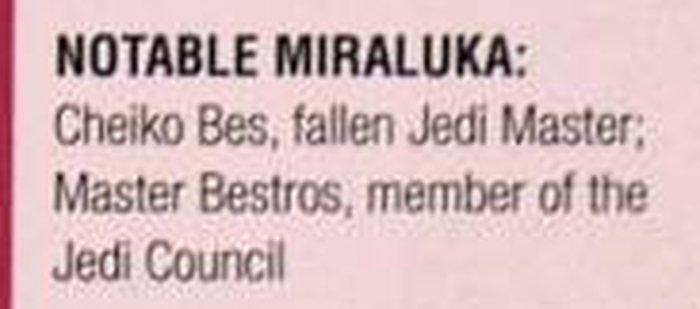 NOTABLE MIRALUKA:
Cheiko Bes, fallen Jedi Master;
Master Bestros, member of the
Jedi Council